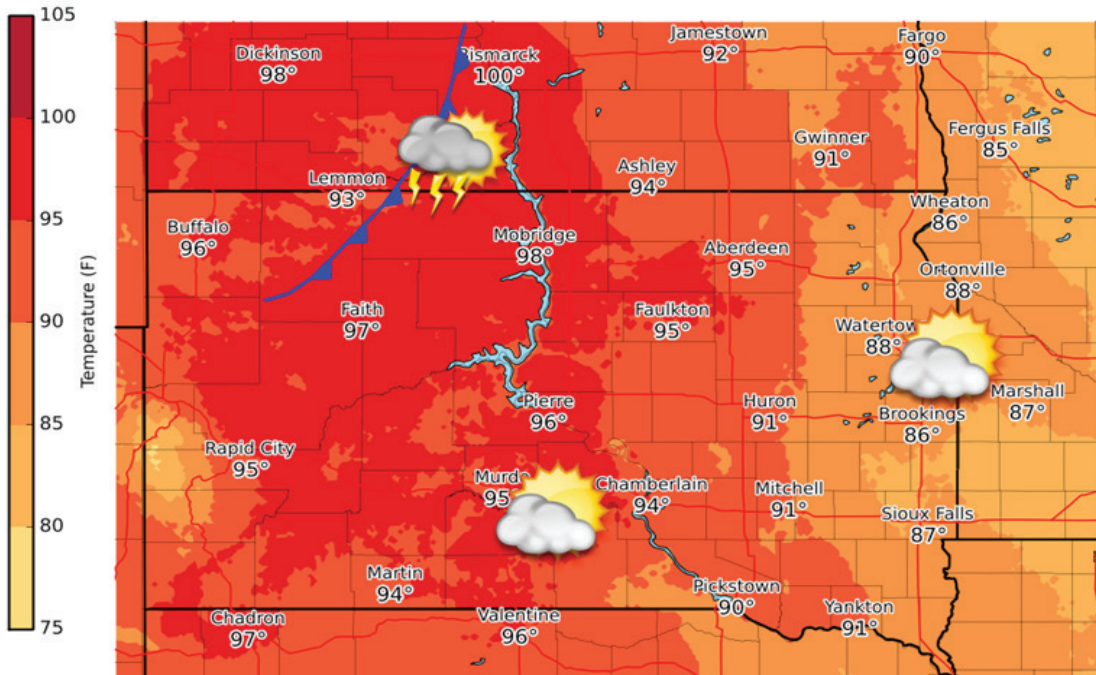 105
100
95
90
85
80
75
Temperature (F)
Dickinson
98°
Bismarck
100°
Jamestown
92°
Fargo
90°
Gwinner
91°
Fergus Falls
85°
Lemmon
93°
Ashley
94°
Wheaton
86°
Buffalo
96°
Mobridge
98°
Aberdeen
95°
Ortonville
88°
Faith
97°
Faulkton
95°
Watertow
88°
Marshall
87°
Pierre
96°
Huron
91°
Brookings
86°
Rapid City
95°
Murdo
95
Chamberlain
94°
Mitchell
91°
Sioux Falls
87°
Martin
94°
Pickstown
90°
Chadron
97°
Valentine
96°
Yankton
91°